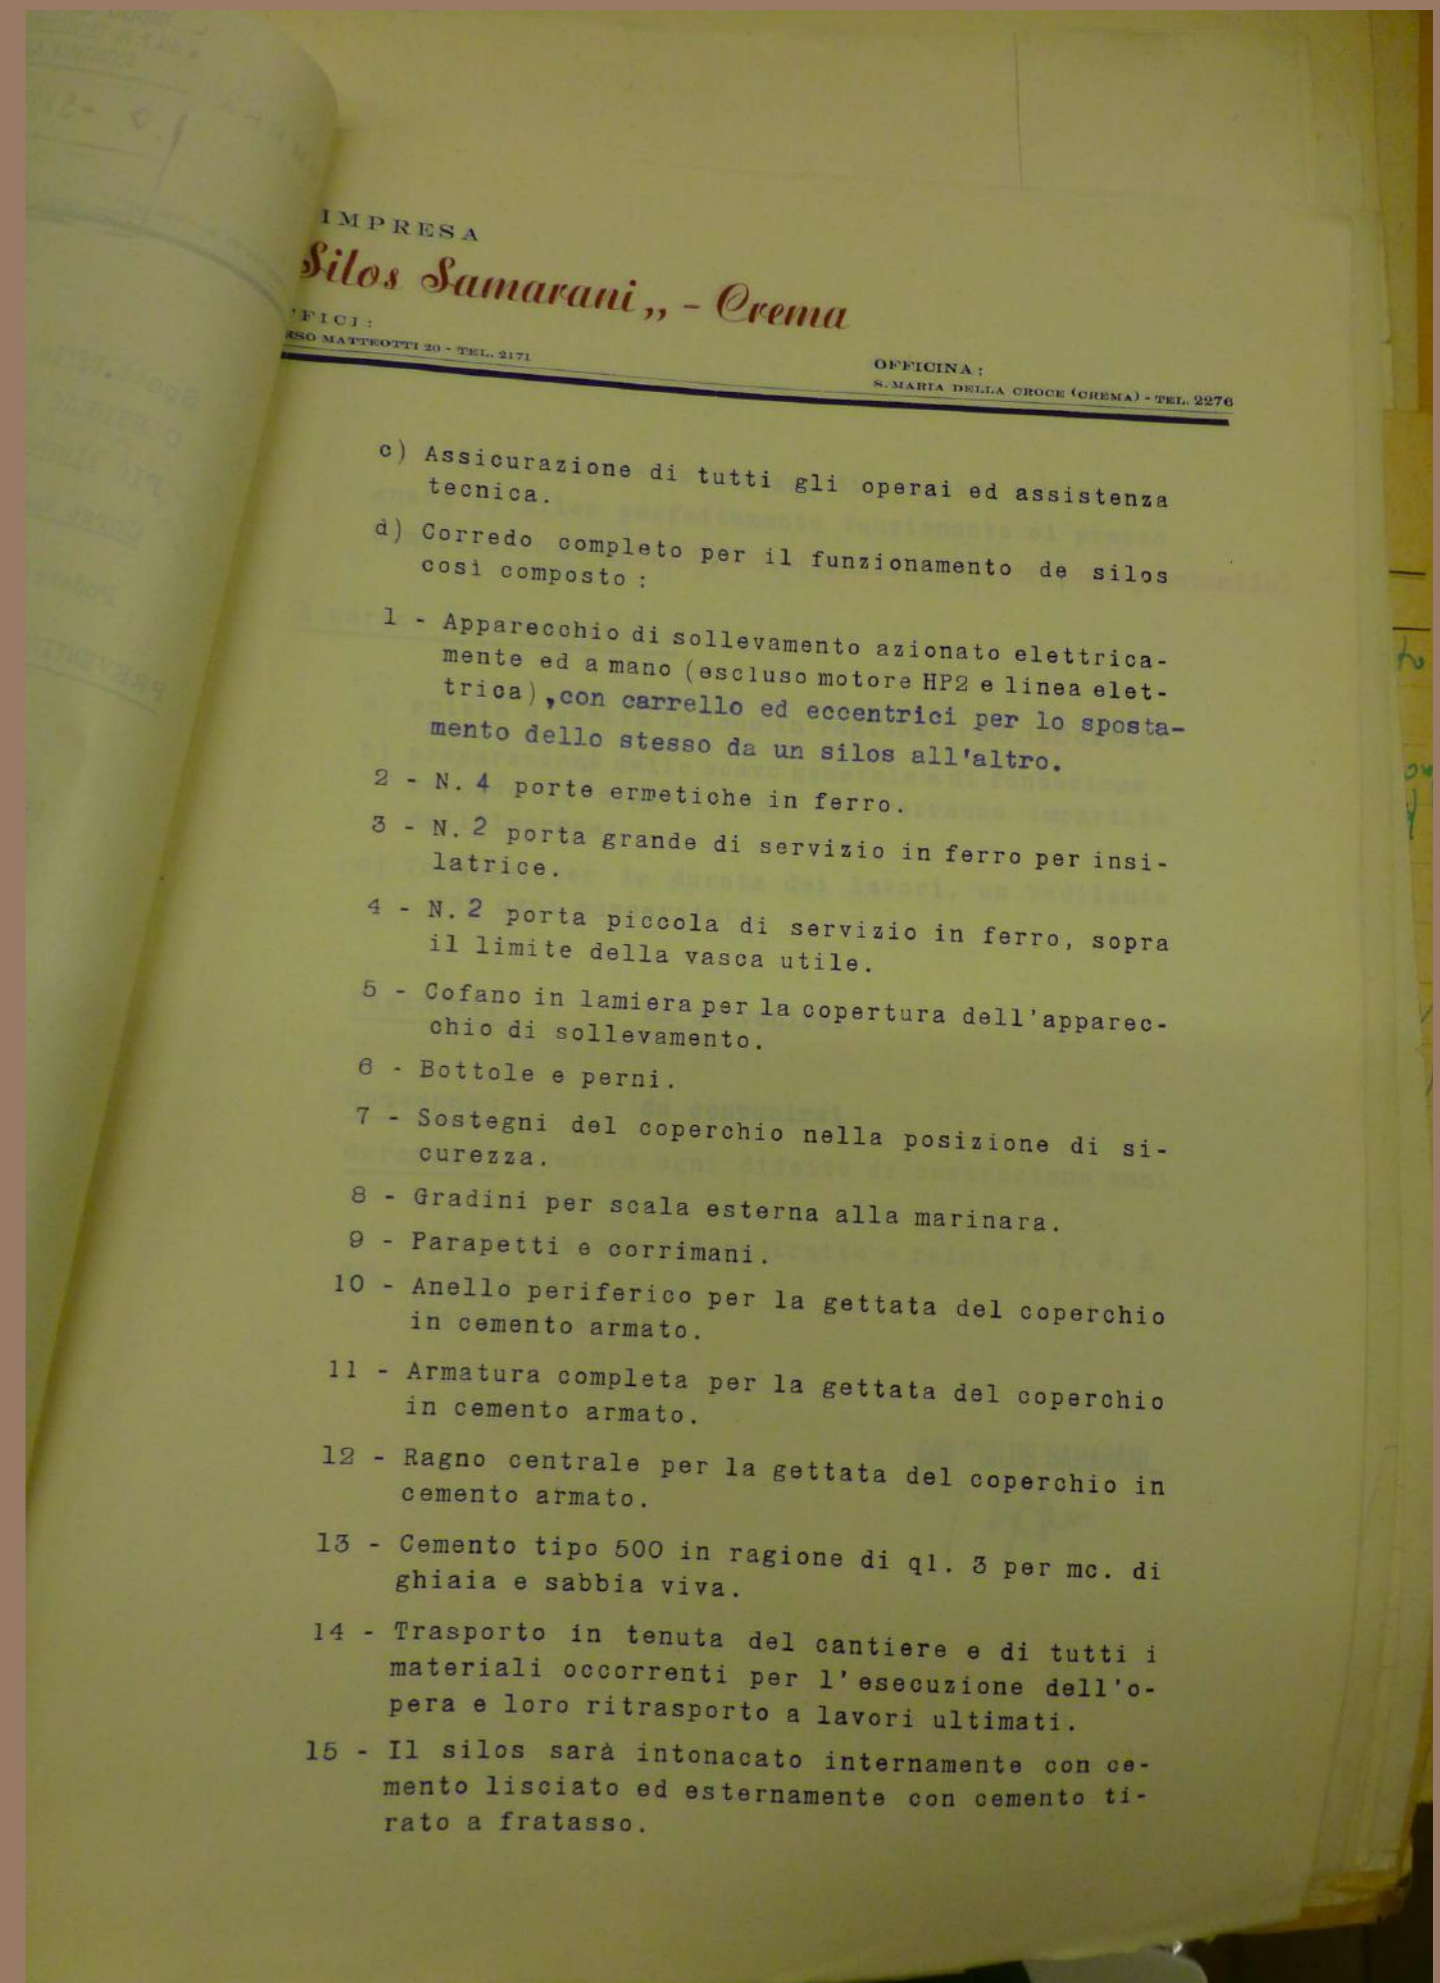 IMPRESA
Silos Samarani„ - Crema
FICI:
RSO MATTEOTTI 20 - TEL. 2171
OFFICINA:
S. MARIA DELLA CROCE (CREMA) - TEL. 2276
c) Assicurazione di tutti gli operai ed assistenza
tecnica.
d) Corredo completo per il funzionamento de silos
così composto :
1 - Apparecchio di sollevamento azionato elettrica-
mente ed a mano (escluso motore HP2 e linea elet-
trica),con carrello ed eccentrici per lo sposta-
mento dello stesso da un silos all'altro.
2 - N. 4 porte ermetiche in ferro.
3 - N. 2 porta grande di servizio in ferro per insi-
latrice.
4 - N. 2 porta piccola di servizio in ferro, sopra
il limite della vasca utile.
5 - Cofano in lamiera per la copertura dell'apparec-
chio di sollevamento.
6 - Bottole e perni.
7 - Sostegni del coperchio nella posizione di si-
curezza.
8 - Gradini per scala esterna alla marinara.
9 - Parapetti e corrimani.
10 - Anello periferico per la gettata del coperchio
in cemento armato.
11 - Armatura completa per la gettata del coperchio
in cemento armato.
12 - Ragno centrale per la gettata del coperchio in
cemento armato.
13 - Cemento tipo 500 in ragione di ql. 3 per mc. di
ghiaia e sabbia viva.
14 - Trasporto in tenuta del cantiere e di tutti i
materiali occorrenti per l'esecuzione dell'o-
pera e loro ritrasporto a lavori ultimati.
15 - Il silos sarà intonacato internamente con ce-
mento lisciato ed esternamente con cemento ti-
rato a fratasso.